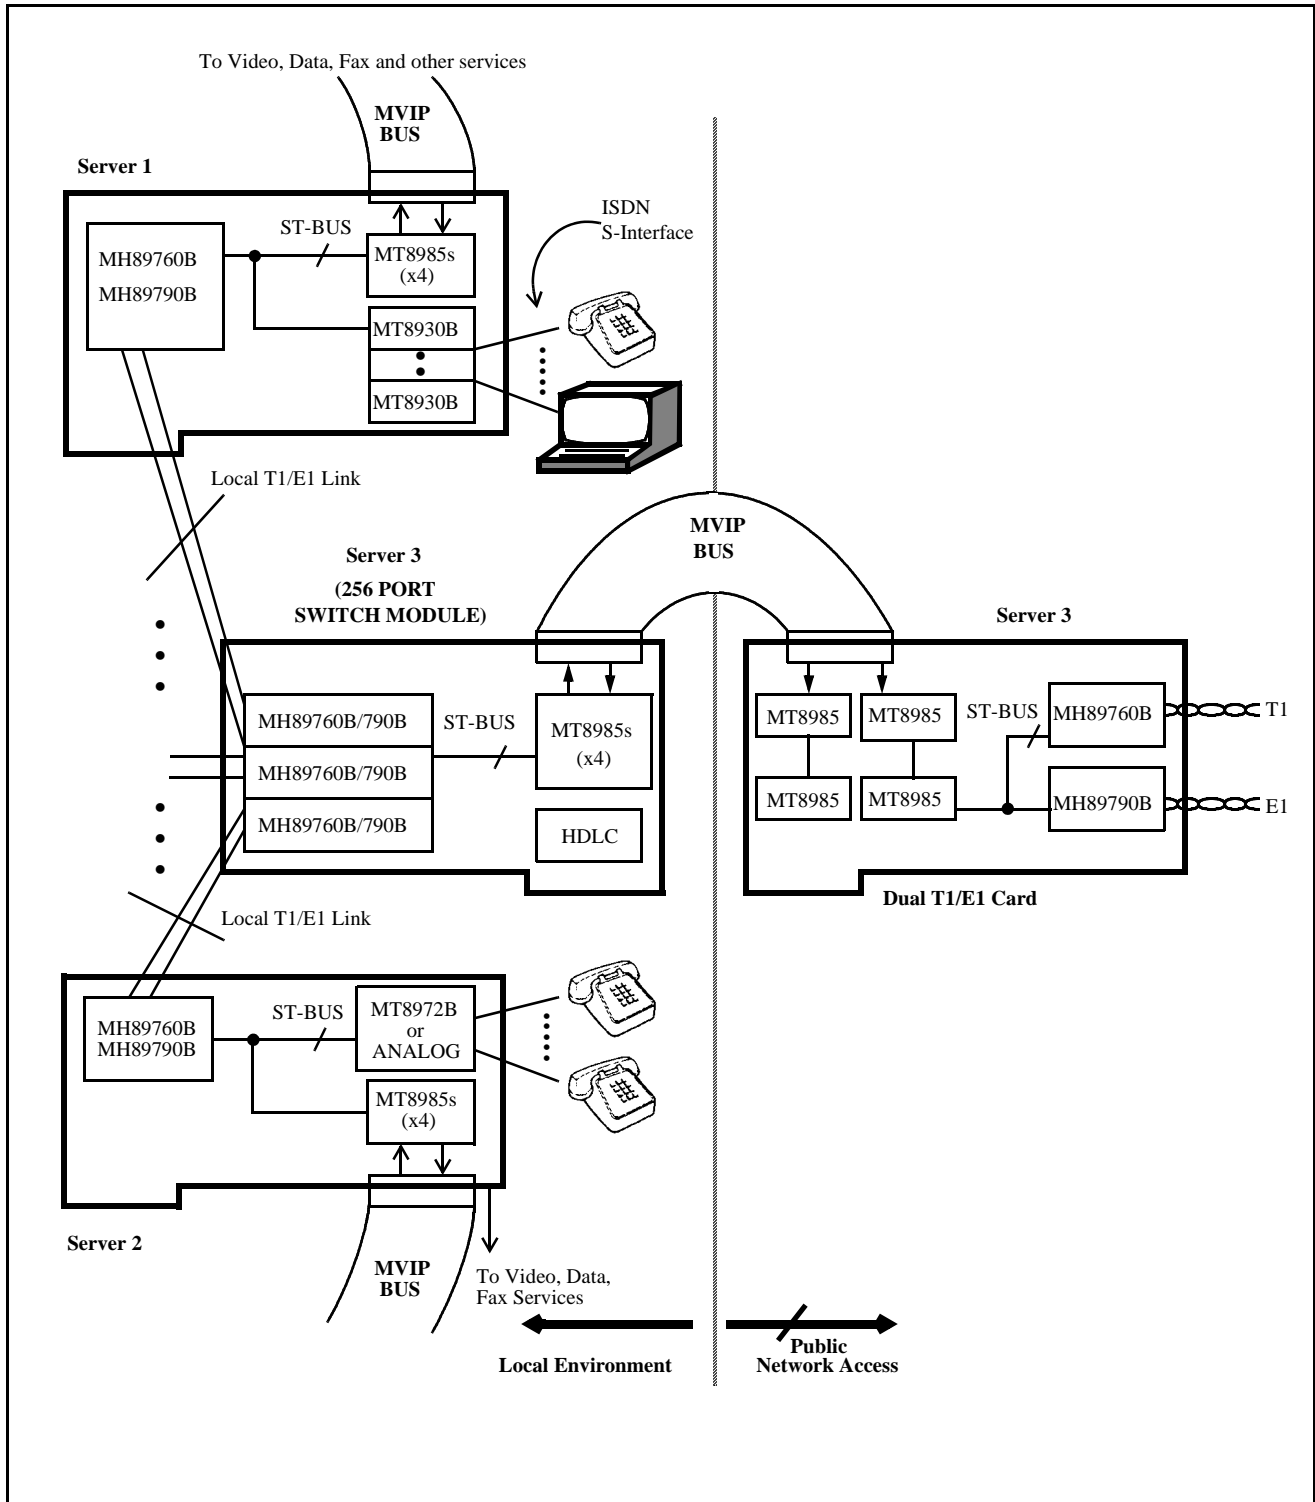 To Video, Data, Fax and other services
MVIP
BUS
Server 1
ISDN
S-Interface
ST-BUS
MH89760B
MH89790B
MT8985s
(x4)
MT8930B
MT8930B
Local T1/E1 Link
MVIP
BUS
Server 3
(256 PORT
SWITCH MODULE)
Server 3
MH89760B/790B
MH89760B/790B
MH89760B/790B
ST-BUS
MT8985s
(x4)
HDLC
MT8985
MT8985
MT8985
MT8985
ST-BUS
MH89760B
T1
MH89790B
E1
Dual T1/E1 Card
Local T1/E1 Link
MH89760B
MH89790B
ST-BUS
MT8972B
or
ANALOG
MT8985s
(x4)
Server 2
MVIP
BUS
To Video, Data,
Fax Services
Local Environment
Public
Network Access